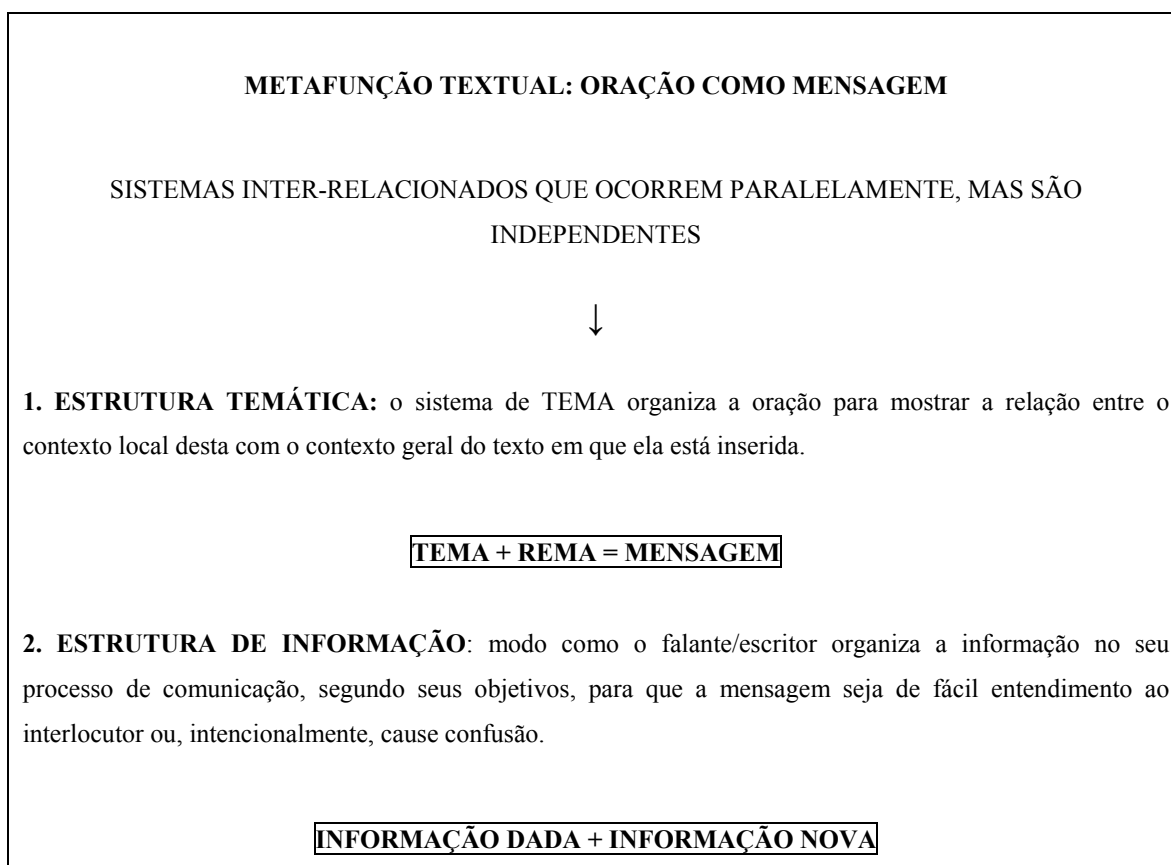 METAFUNÇÃO TEXTUAL: ORAÇÃO COMO MENSAGEM
SISTEMAS INTER-RELACIONADOS QUE OCORREM PARALELAMENTE, MAS SÃO
INDEPENDENTES
↓
1. ESTRUTURA TEMÁTICA: o sistema de TEMA organiza a oração para mostrar a relação entre o
contexto local desta com o contexto geral do texto em que ela está inserida.
TEMA + REMA = MENSAGEM
2. ESTRUTURA DE INFORMAÇÃO: modo como o falante/escritor organiza a informação no seu
processo de comunicação, segundo seus objetivos, para que a mensagem seja de fácil entendimento ao
interlocutor ou, intencionalmente, cause confusão.
INFORMAÇÃO DADA + INFORMAÇÃO NOVA